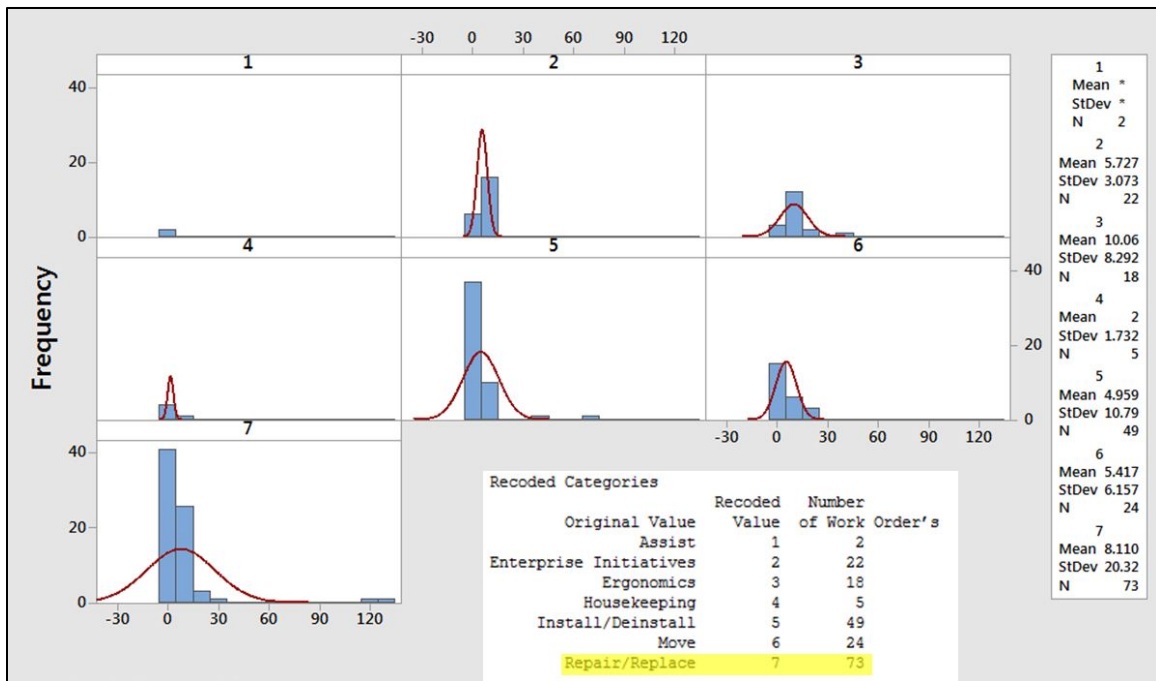 -30 0 30 60 90 120
1 2 3
40
20
0
4 5 6
40
20
0
7
-30 0 30 60 90 120
40
20
0
-30 0 30 60 90 120
Frequency
1
Mean *
StDev *
N 2
2
Mean 5.727
StDev 3.073
N 22
3
Mean 10.06
StDev 8.292
N 18
4
Mean 2
StDev 1.732
N 5
5
Mean 4.959
StDev 10.79
N 49
6
Mean 5.417
StDev 6.157
N 24
7
Mean 8.110
StDev 20.32
N 73
Recoded Categories
Recoded Number
Original Value Value of Work Order's
Assist 1 2
Enterprise Initiatives 2 22
Ergonomics 3 18
Housekeeping 4 5
Install/Deinstall 5 49
Move 6 24
Repair/Replace 7 73